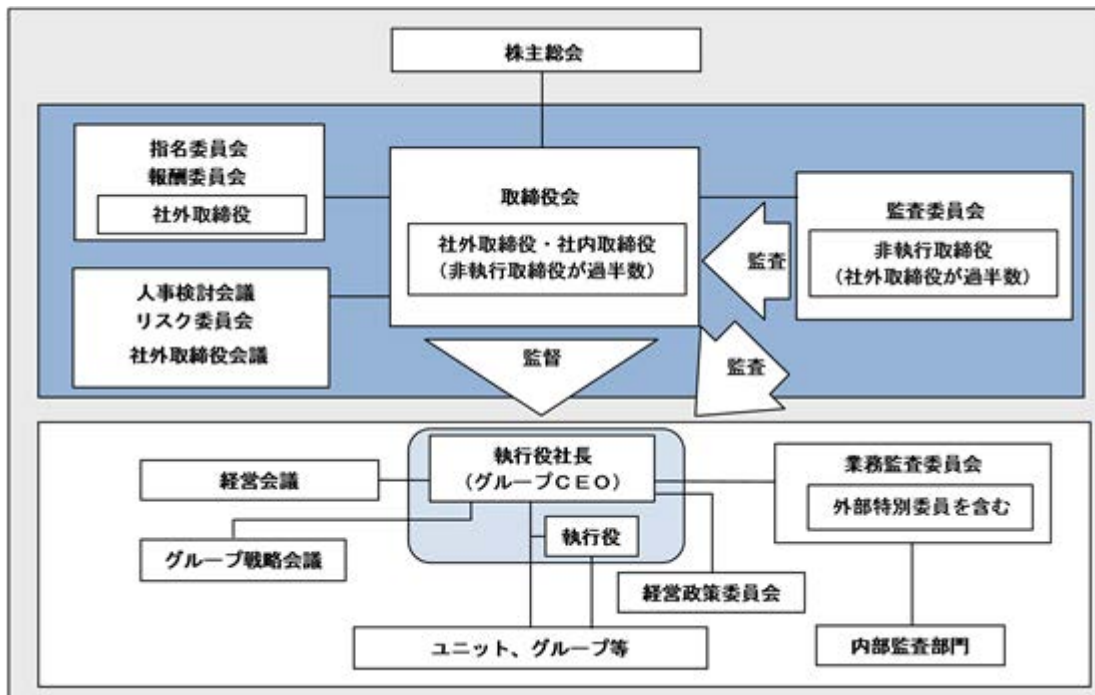 株主総会
指名委員会
報酬委員会
社外取締役
取締役会
社外取締役・社内取締役
（非執行取締役が過半数）
監査委員会
非執行取締役
（社外取締役が過半数）
監査
人事検討会議
リスク委員会
社外取締役会議
監督
監査
執行役社長
（グループＣＥＯ）
経営会議
業務監査委員会
外部特別委員を含む
執行役
グループ戦略会議
経営政策委員会
ユニット、グループ等
内部監査部門